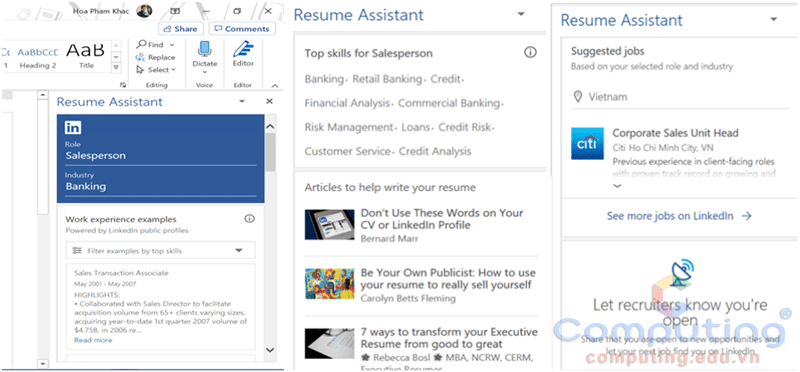 Hoa Pham Khac
Share
Comments
AaBbCcD
AaB
Heading 2
Title
Find
Replace
Select
Editing
Dictate
Voice
Editor
Editor
Resume Assistant
in
Role
Salesperson
Industry
Banking
Work experience examples
Powered by LinkedIn public profiles
Filter examples by top skills
Sales Transaction Associate
May 2001 - May 2007
HIGHLIGHTS:
• Collaborated with Sales Director to facilitate
acquisition volume from 65+ clients varying sizes,
acquiring year-to-date 1st quarter 2007 volume of
$4.75B, in 2006 re...
Read more
Resume Assistant
Top skills for Salesperson
Banking· Retail Banking· Credit·
Financial Analysis· Commercial Banking·
Risk Management· Loans· Credit Risk·
Customer Service· Credit Analysis
Articles to help write your resume
Don't Use These Words on Your
CV or LinkedIn Profile
Bernard Marr
Be Your Own Publicist: How to use
your resume to really sell yourself
Carolyn Betts Fleming
7 ways to transform your Executive
Resume from good to great
★ Rebecca Bosl ★ MBA, NCRW, CERM,
Executive Resumes
Resume Assistant
Suggested jobs
Based on your selected role and industry
Vietnam
citi
Corporate Sales Unit Head
Citi Ho Chi Minh City, VN
Previous experience in client-facing roles
with proven track record on growing and
See more jobs on LinkedIn →
Let recruiters know you're
open
Share that you are open to new opportunities and
let your next job find you on LinkedIn.
Computing®
computing.edu.vn